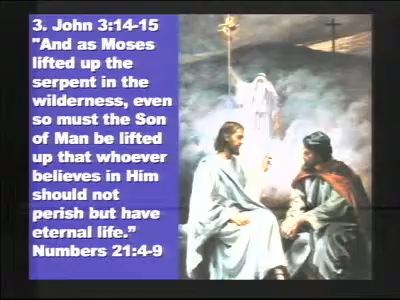 3. John 3:14-15
"And as Moses
lifted up the
serpent in the
wilderness, even
so must the Son
of Man be lifted
up that whoever
believes in Him
should not
perish but have
eternal life.”
Numbers 21:4-9